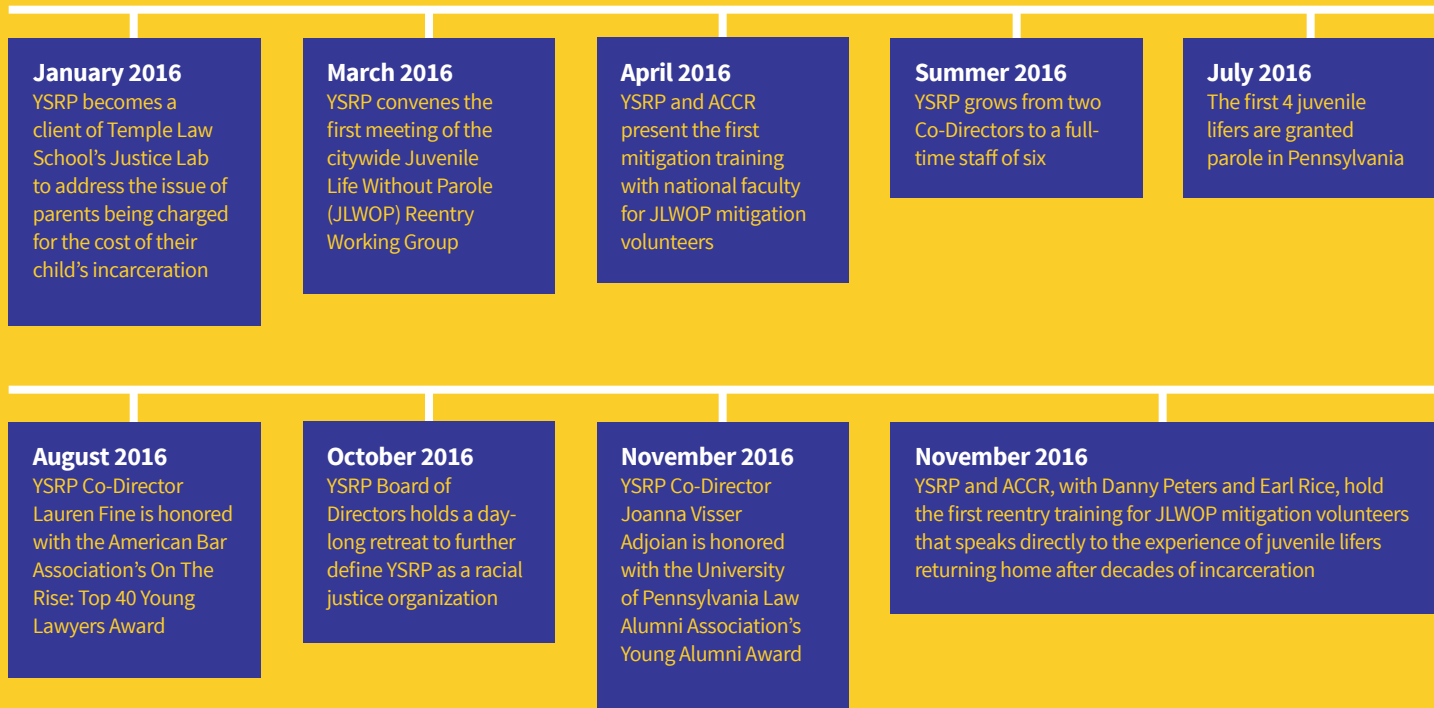 January 2016
YSRP becomes a
client of Temple Law
School's Justice Lab
to address the issue of
parents being charged
for the cost of their
child's incarceration
March 2016
YSRP convenes the
first meeting of the
citywide Juvenile
Life Without Parole
(JLWOP) Reentry
Working Group
April 2016
YSRP and ACCR
present the first
mitigation training
with national faculty
for JLWOP mitigation
volunteers
Summer 2016
YSRP grows from two
Co-Directors to a full-
time staff of six
July 2016
The first 4 juvenile
lifers are granted
parole in Pennsylvania
August 2016
YSRP Co-Director
Lauren Fine is honored
with the American Bar
Association's On The
Rise: Top 40 Young
Lawyers Award
October 2016
YSRP Board of
Directors holds a day-
long retreat to further
define YSRP as a racial
justice organization
November 2016
YSRP Co-Director
Joanna Visser
Adjoian is honored
with the University
of Pennsylvania Law
Alumni Association's
Young Alumni Award
November 2016
YSRP and ACCR, with Danny Peters and Earl Rice, hold
the first reentry training for JLWOP mitigation volunteers
that speaks directly to the experience of juvenile lifers
returning home after decades of incarceration